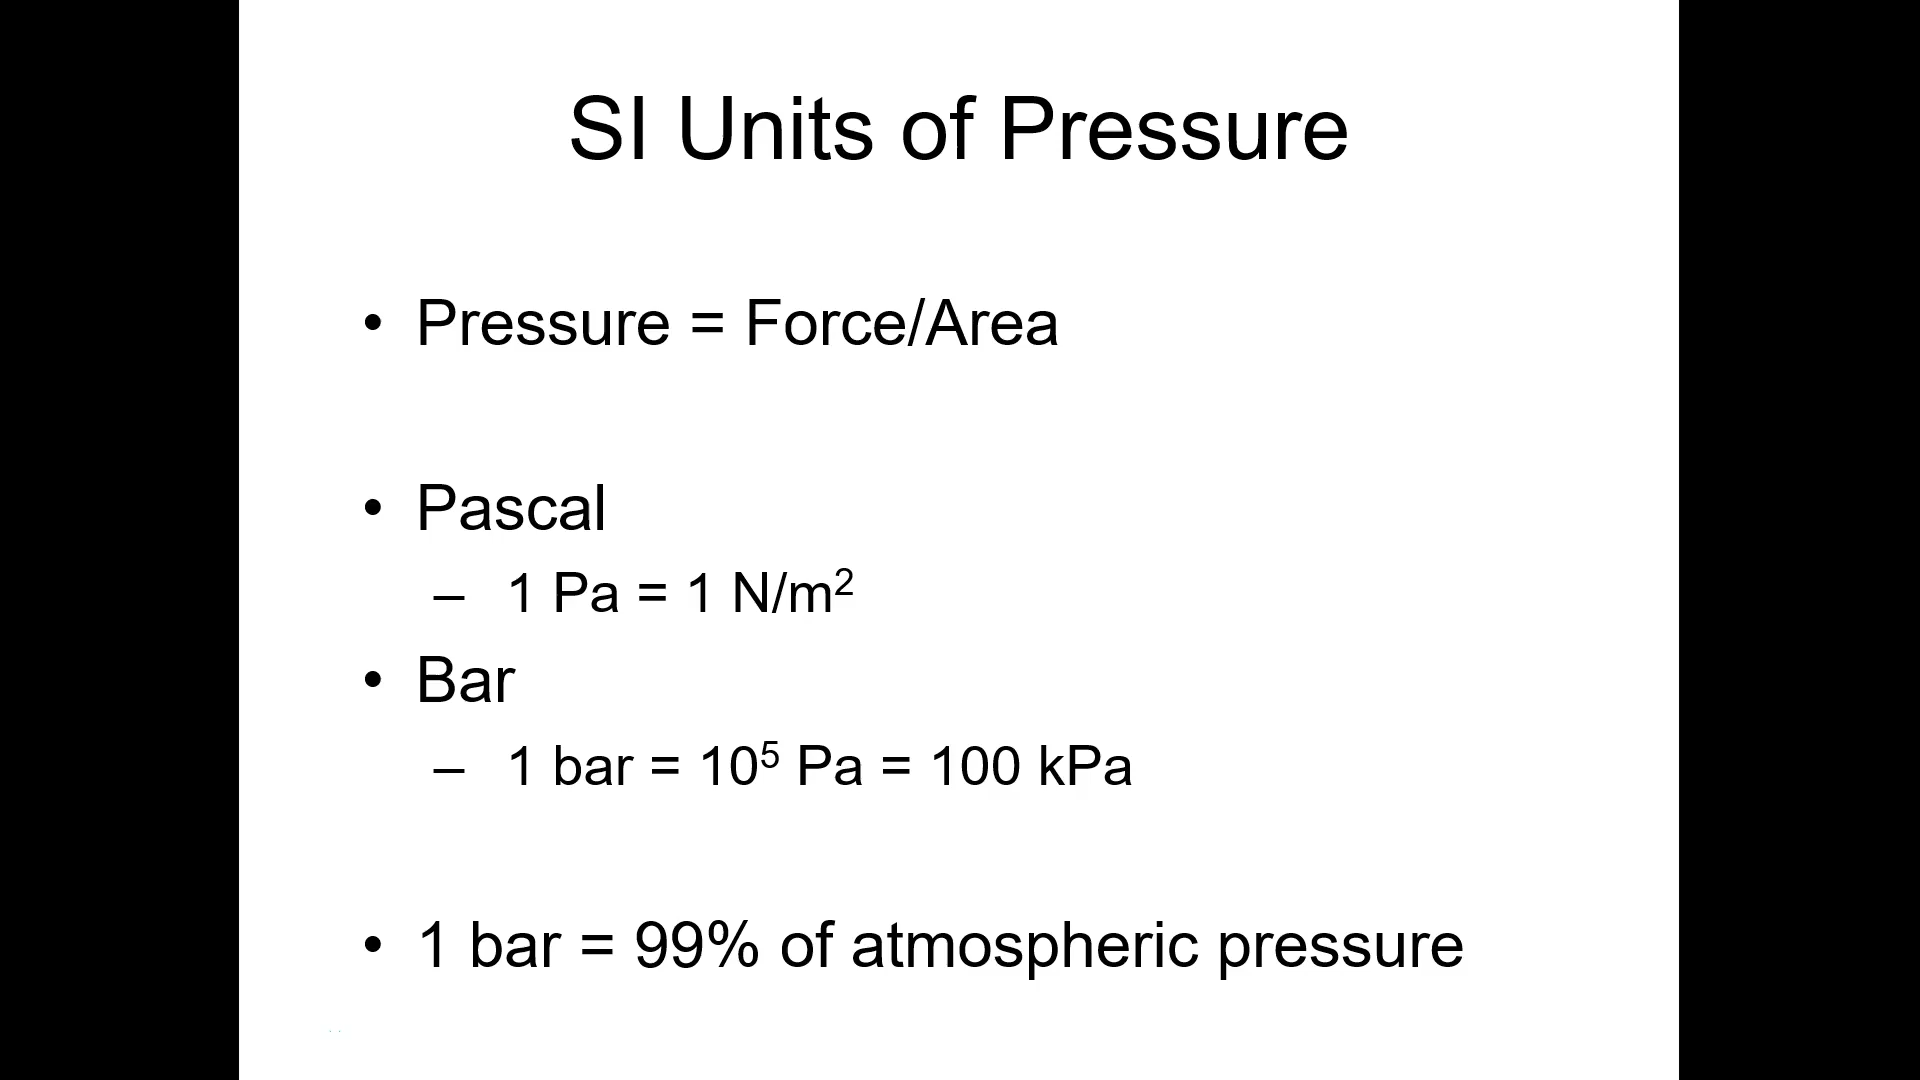 SI Units of Pressure
• Pressure = Force/Area
• Pascal
– 1 Pa = 1 N/m²
• Bar
– 1 bar = 10⁵ Pa = 100 kPa
• 1 bar = 99% of atmospheric pressure